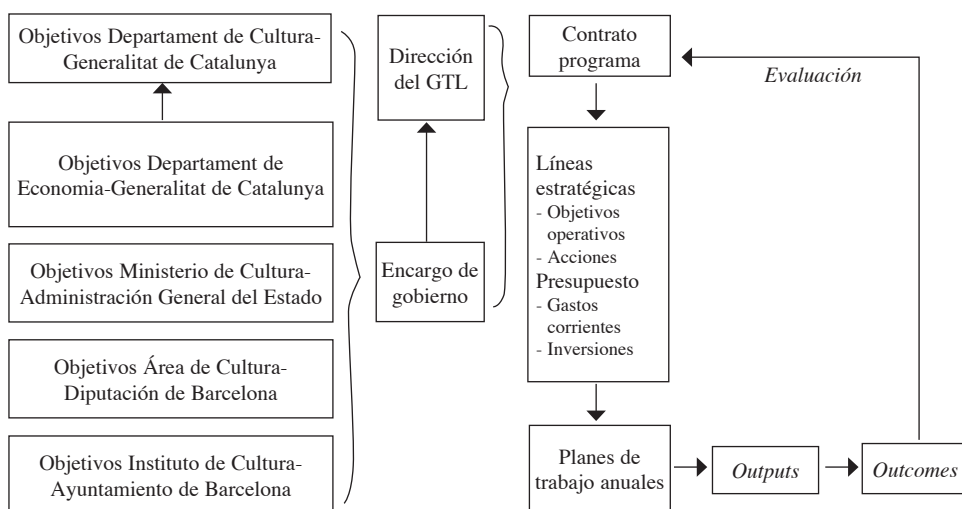 Objetivos Departament de Cultura-
Generalitat de Catalunya
Objetivos Departament de
Economia-Generalitat de Catalunya
Objetivos Ministerio de Cultura-
Administración General del Estado
Objetivos Área de Cultura-
Diputación de Barcelona
Objetivos Instituto de Cultura-
Ayuntamiento de Barcelona
Dirección
del GTL
Encargo de
gobierno
Contrato
programa
Evaluación
Líneas
estratégicas
- Objetivos
operativos
- Acciones
Presupuesto
- Gastos
corrientes
- Inversiones
Planes de
trabajo anuales
Outputs
Outcomes